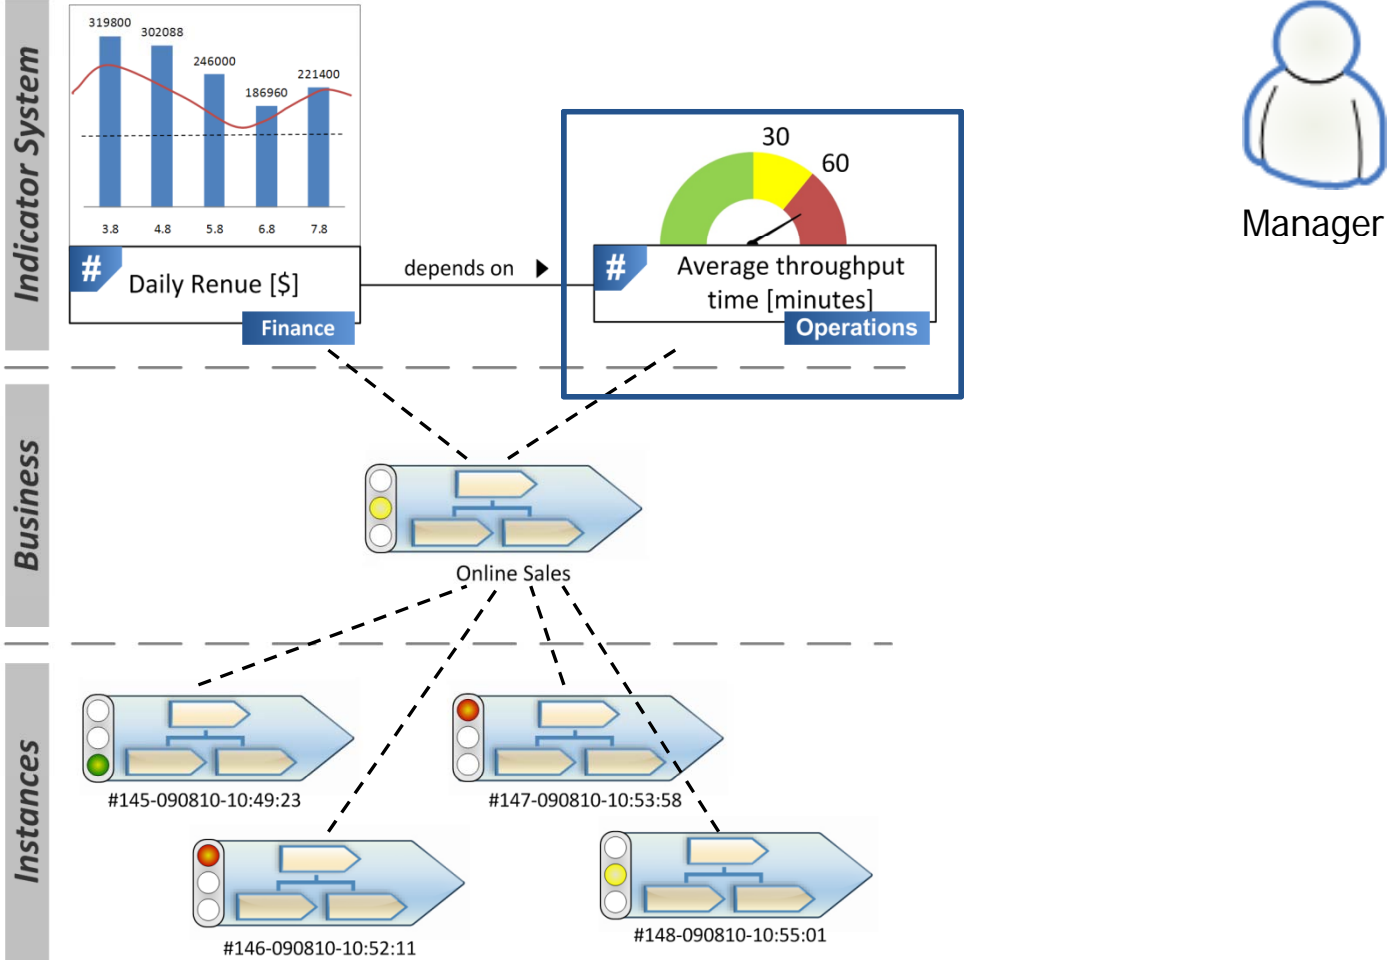 Indicator System
319800
302088
246000
186960
221400
3.8 4.8 5.8 6.8 7.8
# Daily Renue [$]
Finance
depends on
30
60
# Average throughput
time [minutes]
Operations
Manager
Business
Online Sales
Instances
#145-090810-10:49:23
#147-090810-10:53:58
#146-090810-10:52:11
#148-090810-10:55:01